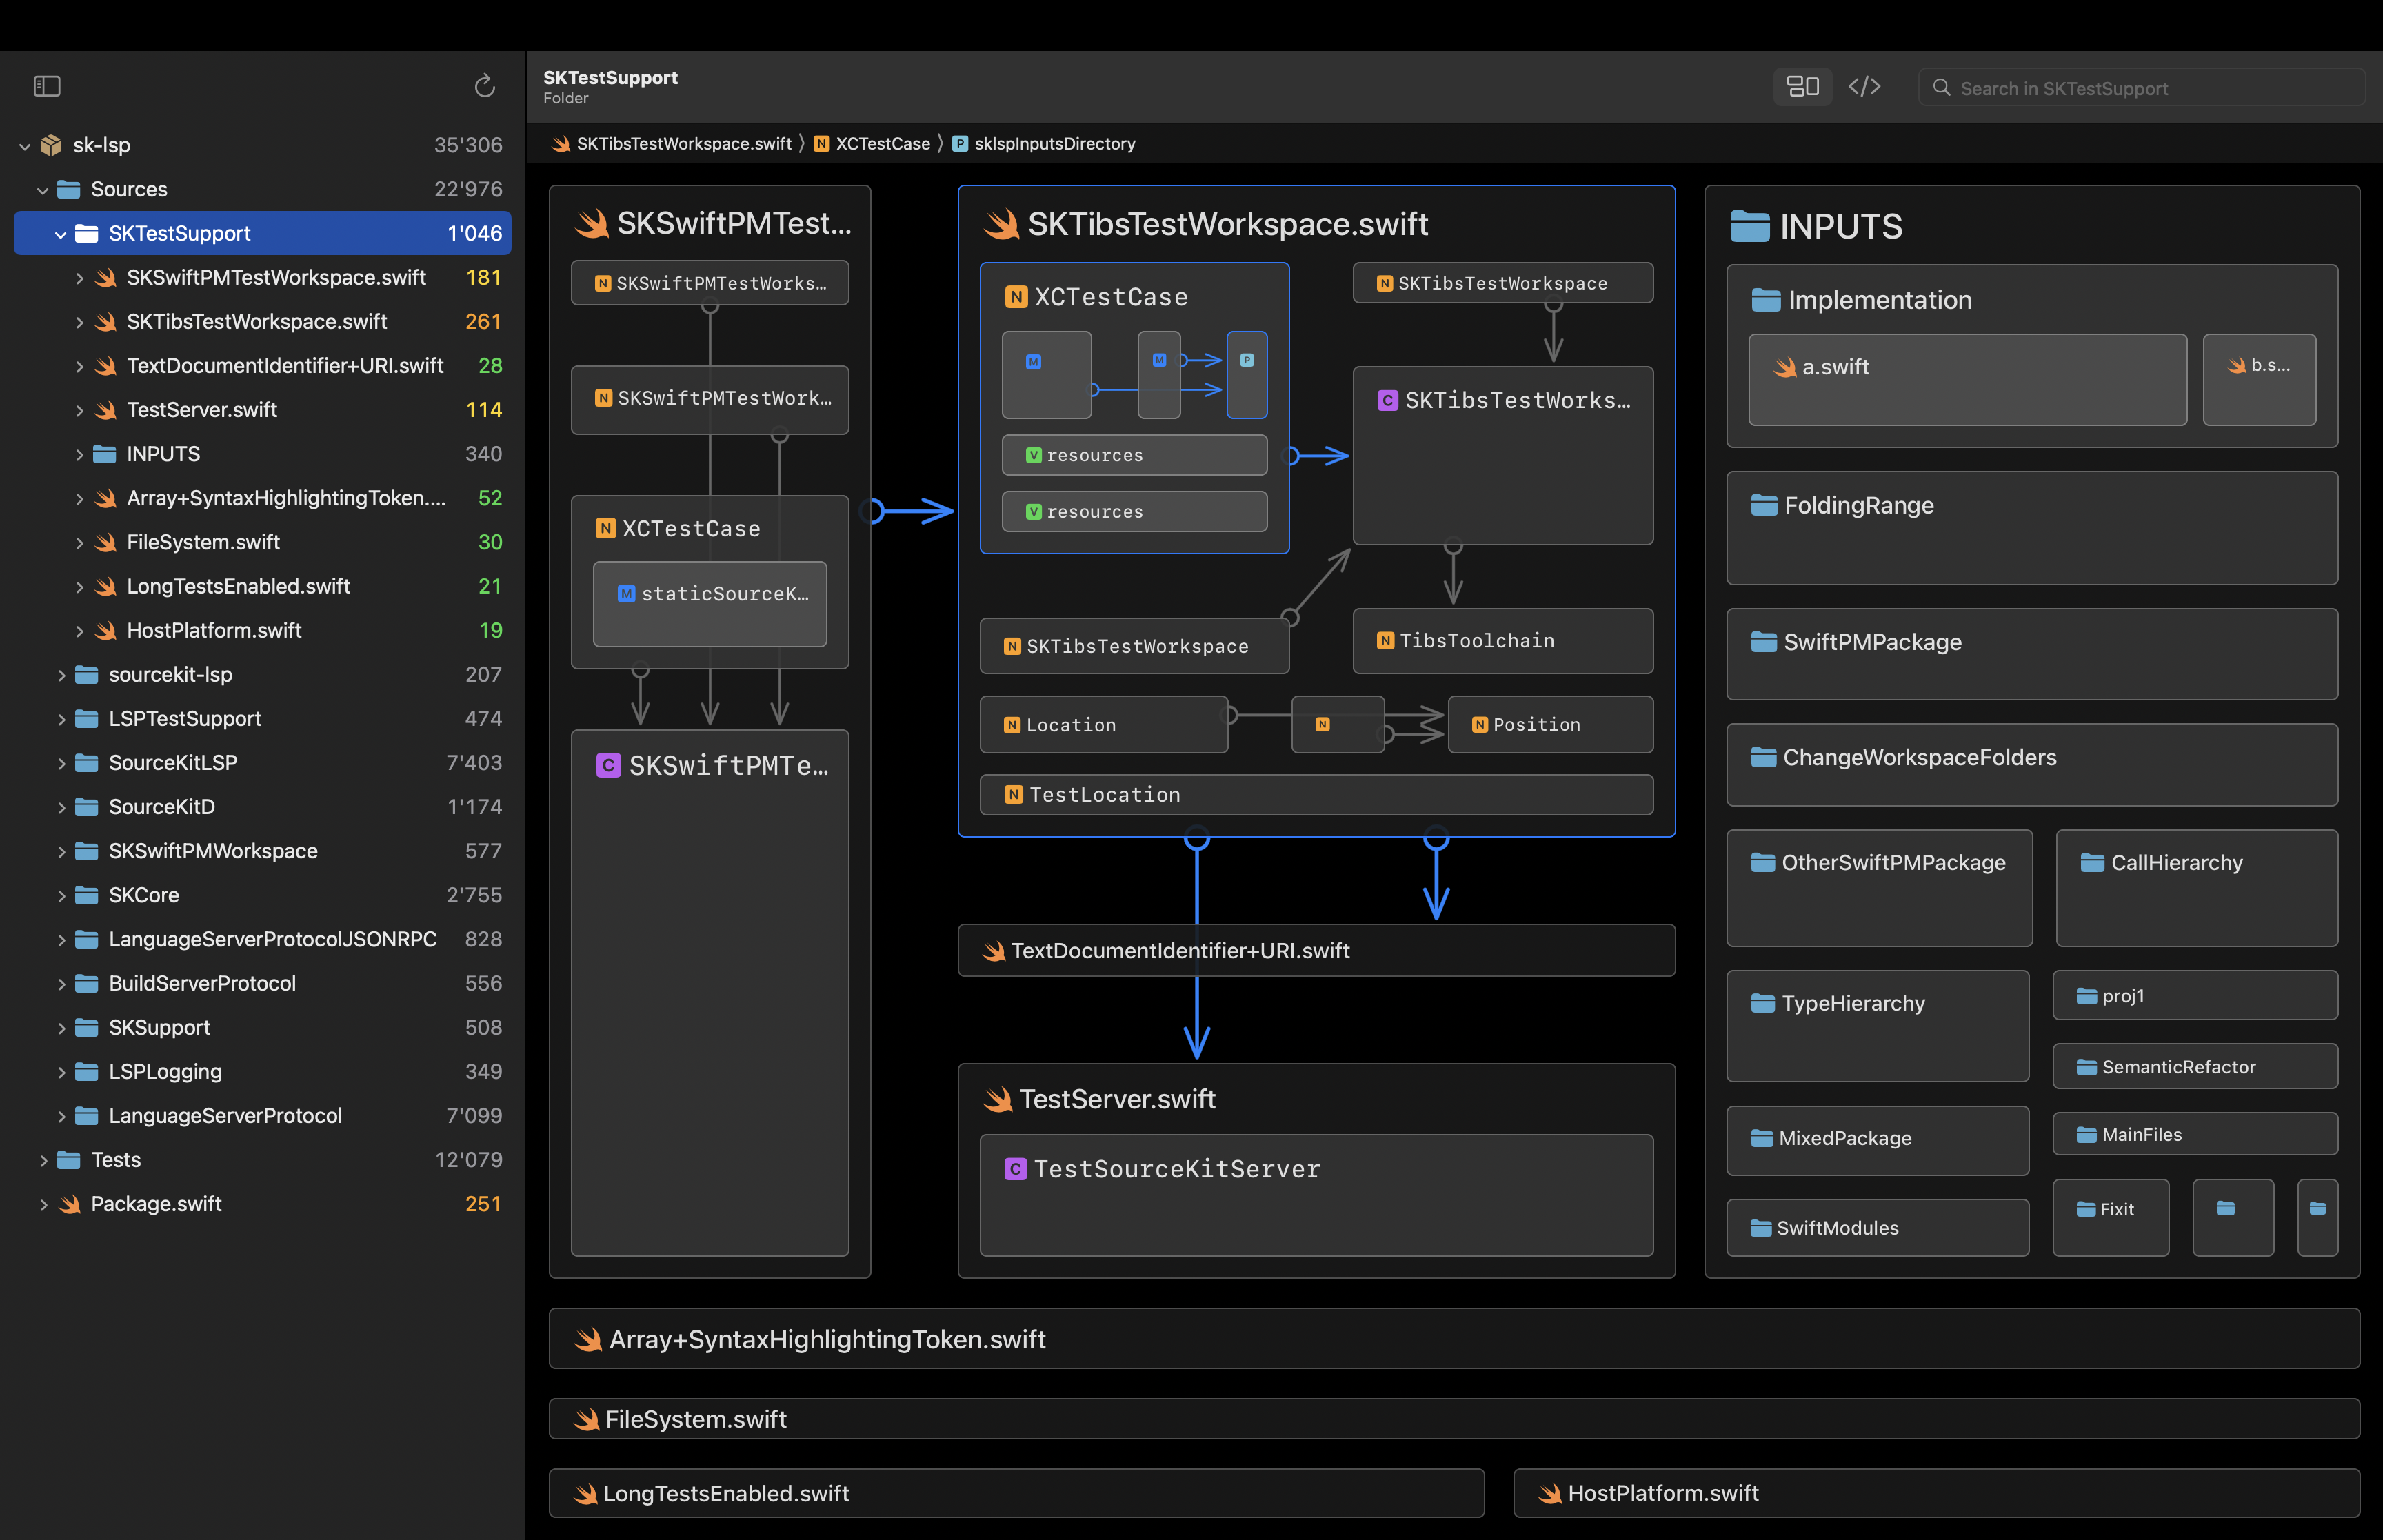 sk-lsp 35'306
Sources 22'976
SKTestSupport 1'046
SKSwiftPMTestWorkspace.swift 181
SKTibsTestWorkspace.swift 261
TextDocumentIdentifier+URI.swift 28
TestServer.swift 114
INPUTS 340
Array+SyntaxHighlightingToken.... 52
FileSystem.swift 30
LongTestsEnabled.swift 21
HostPlatform.swift 19
sourcekit-lsp 207
LSPTestSupport 474
SourceKitLSP 7'403
SourceKitD 1'174
SKSwiftPMWorkspace 577
SKCore 2'755
LanguageServerProtocolJSONRPC 828
BuildServerProtocol 556
SKSupport 508
LSPLogging 349
LanguageServerProtocol 7'099
Tests 12'079
Package.swift 251
SKTestSupport
Folder
</> Search in SKTestSupport
SKTibsTestWorkspace.swift 〉 N XCTestCase 〉 P sklspInputsDirectory
SKSwiftPMTest...
N SKSwiftPMTestWorks...
N SKSwiftPMTestWork...
N XCTestCase
M staticSourceK...
C SKSwiftPMTe...
SKTibsTestWorkspace.swift
N XCTestCase
M M P
V resources
V resources
N SKTibsTestWorkspace
C SKTibsTestWorks...
N SKTibsTestWorkspace
N TibsToolchain
N Location
N
N Position
N TestLocation
TextDocumentIdentifier+URI.swift
TestServer.swift
C TestSourceKitServer
INPUTS
Implementation
a.swift
b.s...
FoldingRange
SwiftPMPackage
ChangeWorkspaceFolders
OtherSwiftPMPackage
CallHierarchy
TypeHierarchy
proj1
SemanticRefactor
MixedPackage
MainFiles
SwiftModules
Fixit
Array+SyntaxHighlightingToken.swift
FileSystem.swift
LongTestsEnabled.swift
HostPlatform.swift